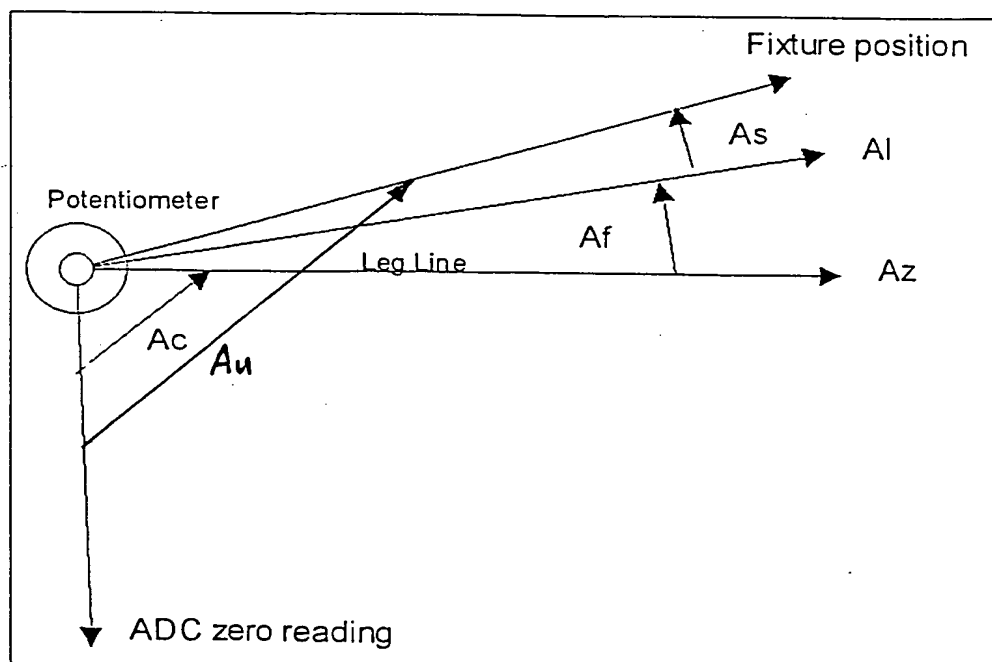 Fixture position
As
Al
Potentiometer
Af
Leg Line
Az
Ac
Au
ADC zero reading